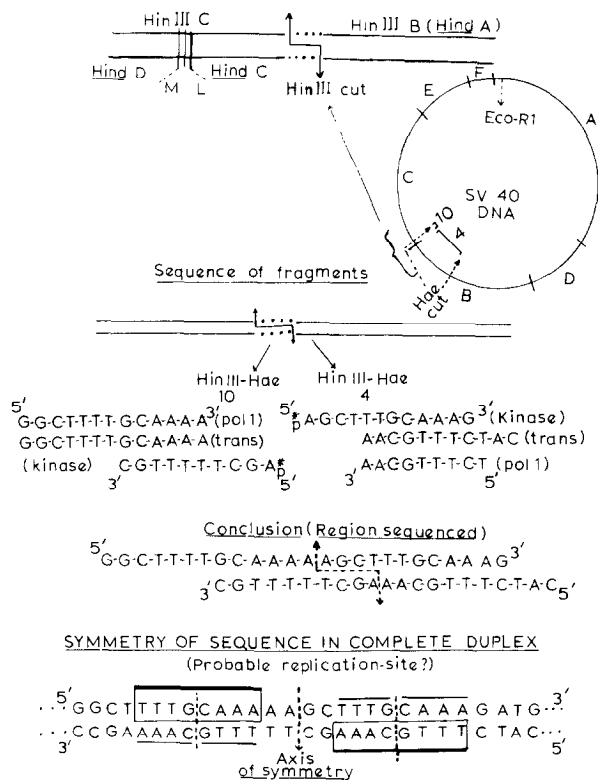 Hin III C
Hin III B (Hind A)
Hind D
Hind C
M L
Hin III cut
F
E
Eco-R1
A
C
SV 40
DNA
10
4
D
B
Hae
cut
Sequence of fragments
Hin III-Hae
10
Hin III-Hae
4
5' G-G-C-T-T-T-T-G-C-A-A-A-A 3' (pol 1)
G-G-C-T-T-T-T-G-C-A-A-A-A (trans)
(kinase) C-G-T-T-T-T-T-C-G-A-p*
3' 5'
5' p* A-G-C-T-T-T-G-C-A-A-A-G 3' (Kinase)
A-A-C-G-T-T-T-C-T-A-C (trans)
3' A-A-C-G-T-T-T-C-T (pol 1)
5'
Conclusion (Region sequenced)
5' G-G-C-T-T-T-T-G-C-A-A-A-A-A-G-C-T-T-T-G-C-A-A-A-G 3'
3' C-G-T-T-T-T-T-C-G-A-A-A-C-G-T-T-T-C-T-A-C 5'
SYMMETRY OF SEQUENCE IN COMPLETE DUPLEX
(Probable replication-site?)
5' ···G G C T T T T G C A A A A A G C T T T G C A A A G A T G··· 3'
···C C G A A A A C G T T T T T C G A A A C G T T T C T A C···
3' 5'
Axis
of symmetry